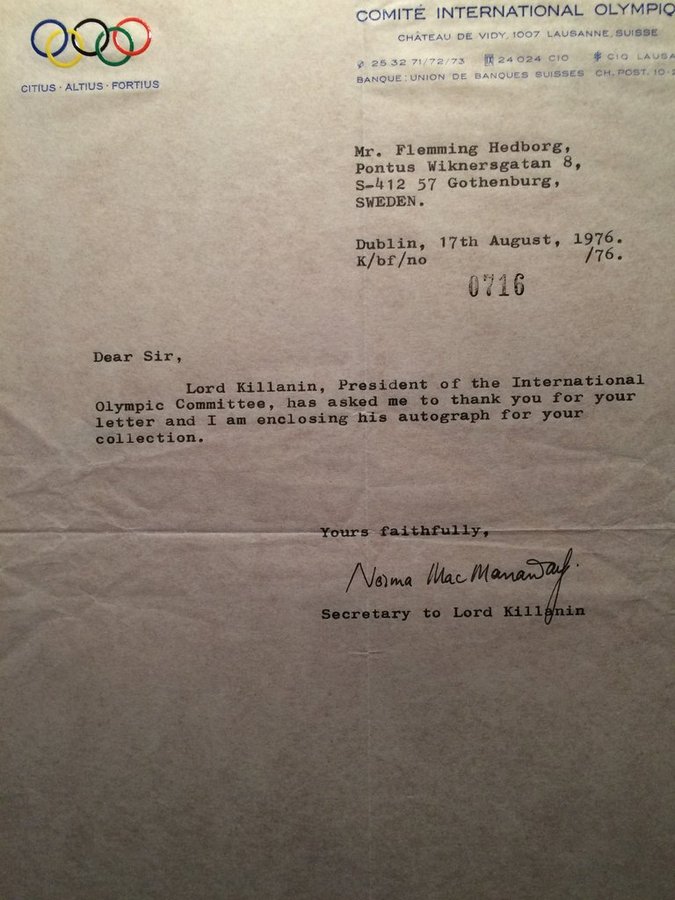 COMITÉ INTERNATIONAL OLYMPIQ
CHÂTEAU DE VIDY, 1007 LAUSANNE, SUISSE
25.32 71/72/73 24 024 CIO CIO LAUSA
BANQUE: UNION DE BANQUES SUISSES CH. POST. 10-2
CITIUS · ALTIUS · FORTIUS
Mr. Flemming Hedborg,
Pontus Wiknersgatan 8,
S-412 57 Gothenburg,
SWEDEN.
Dublin, 17th August, 1976.
K/bf/no /76.
0716
Dear Sir,
Lord Killanin, President of the International
Olympic Committee, has asked me to thank you for your
letter and I am enclosing his autograph for your
collection.
Yours faithfully,
Norma Mac Manaway.
Secretary to Lord Killanin